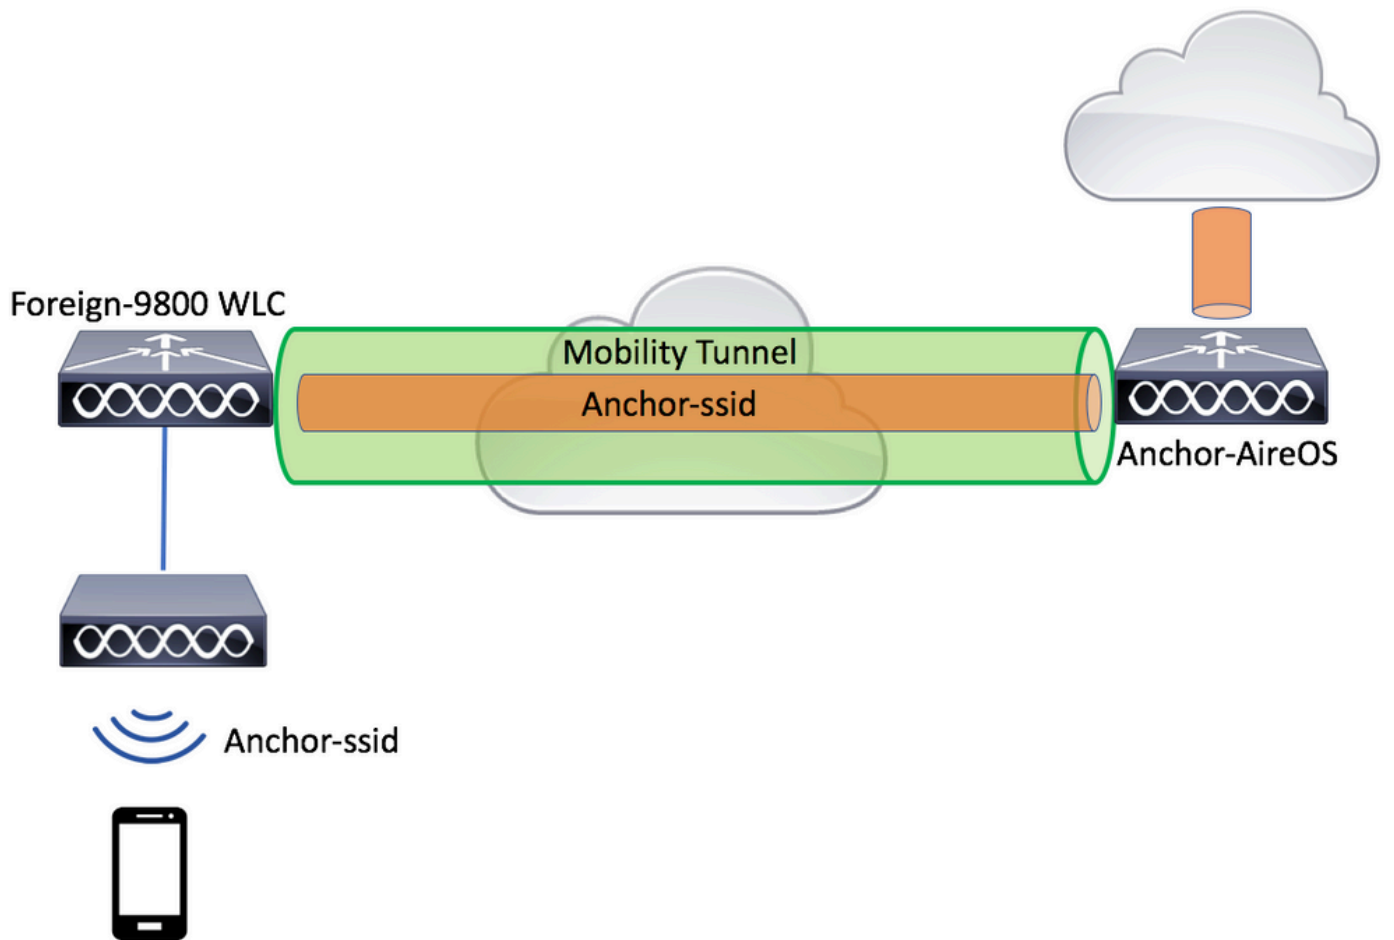 Foreign-9800 WLC
Mobility Tunnel
Anchor-ssid
Anchor-AireOS
Anchor-ssid